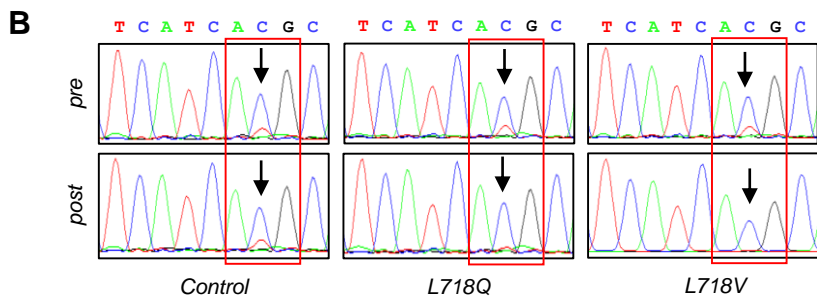 B
T C A T C A C G C
T C A T C A C G C
T C A T C A C G C
pre
post
Control
L718Q
L718V